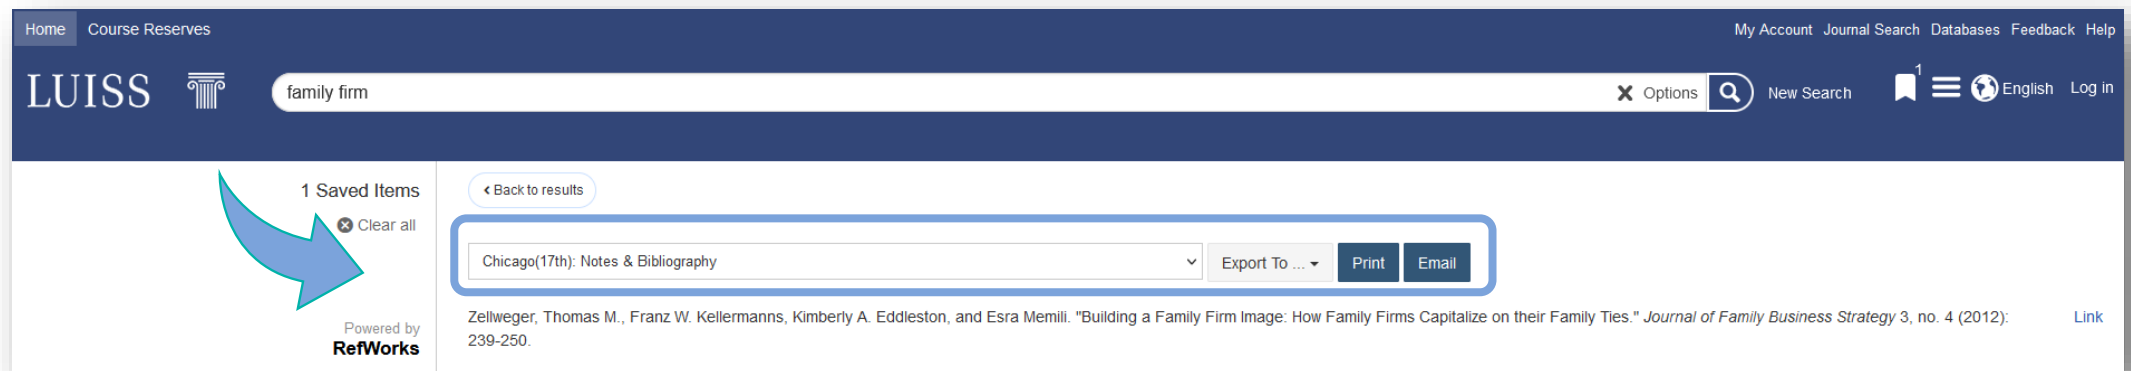 Home Course Reserves My Account Journal Search Databases Feedback Help
LUISS family firm Options New Search 1 English Log in
1 Saved Items
Clear all
Powered by
RefWorks
Back to results
Chicago(17th): Notes & Bibliography Export To ... Print Email
Zellweger, Thomas M., Franz W. Kellermanns, Kimberly A. Eddleston, and Esra Memili. "Building a Family Firm Image: How Family Firms Capitalize on their Family Ties." Journal of Family Business Strategy 3, no. 4 (2012): Link
239-250.